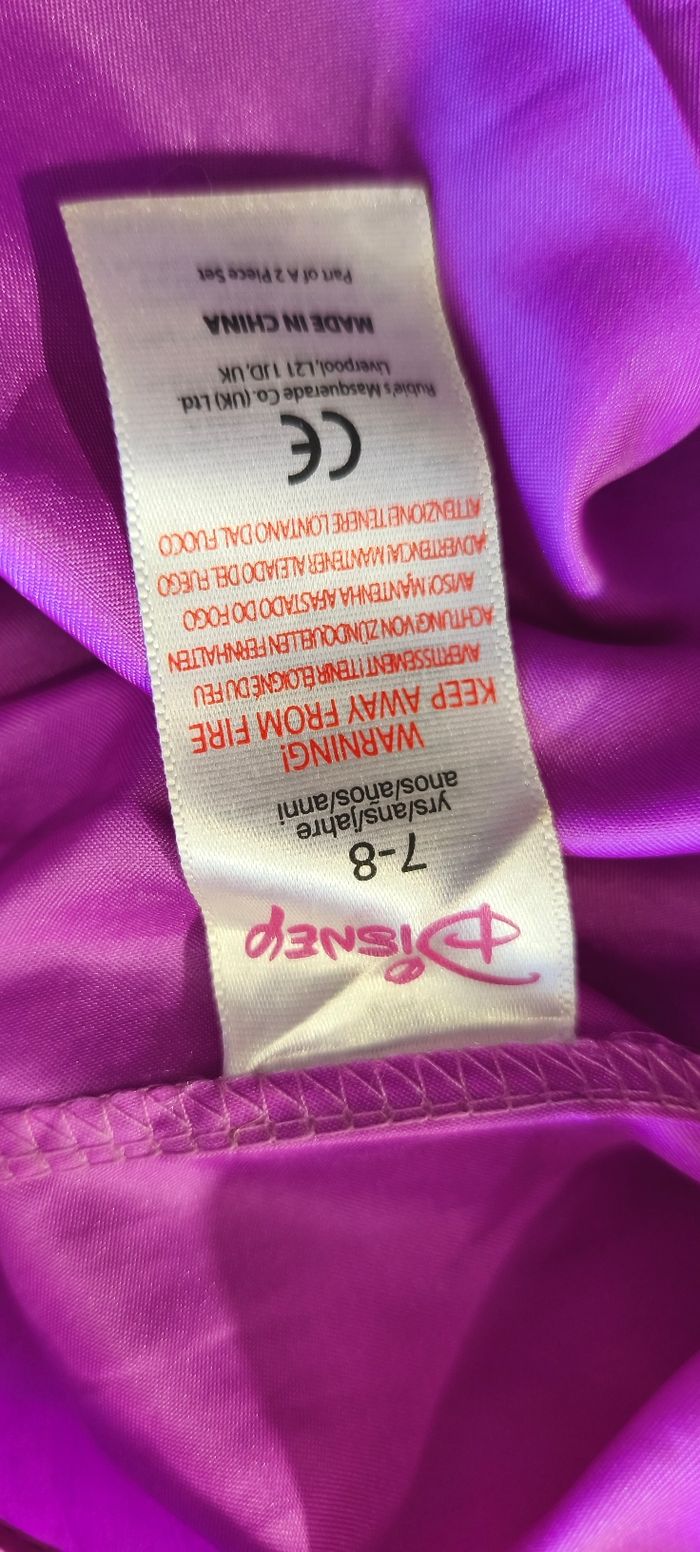 Disney
7-8
yrs/ans/jahre
anos/años/anni
WARNING!
KEEP AWAY FROM FIRE
AVERTISSEMENT! TENIR ÉLOIGNÉ DU FEU
ACHTUNG VON ZÜNDQUELLEN FERNHALTEN
AVISO! MANTENHA AFASTADO DO FOGO
ADVERTENCIA! MANTENER ALEJADO DEL FUEGO
ATTENZIONE TENERE LONTANO DAL FUOCO
CE
Rubie's Masquerade Co. (UK) Ltd.
Liverpool, L21 1JD, UK
MADE IN CHINA
Part of A 2 Piece Set